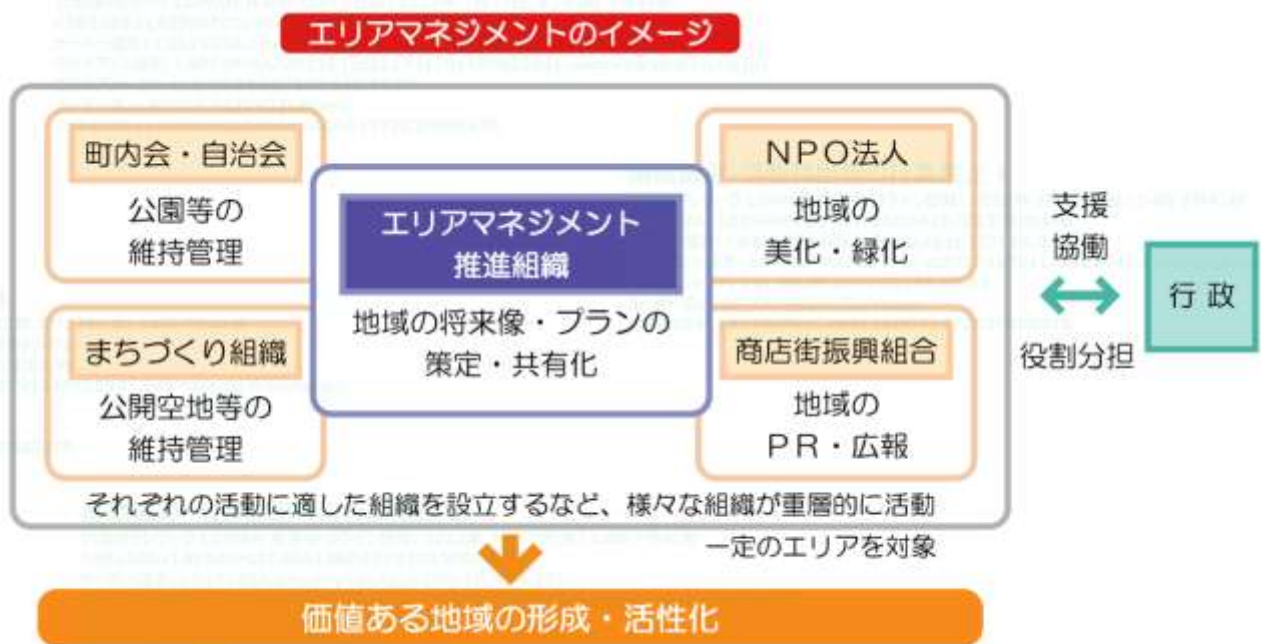 エリアマネジメントのイメージ
町内会・自治会
公園等の
維持管理
NPO法人
地域の
美化・緑化
エリアマネジメント
推進組織
地域の将来像・プランの
策定・共有化
まちづくり組織
公開空地等の
維持管理
商店街振興組合
地域の
PR・広報
それぞれの活動に適した組織を設立するなど、様々な組織が重層的に活動
一定のエリアを対象
支援
協働
役割分担
行政
価値ある地域の形成・活性化